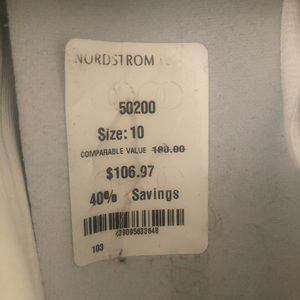 NORDSTROM
50200
Size: 10
COMPARABLE VALUE 180.00
$106.97
40% Savings
103